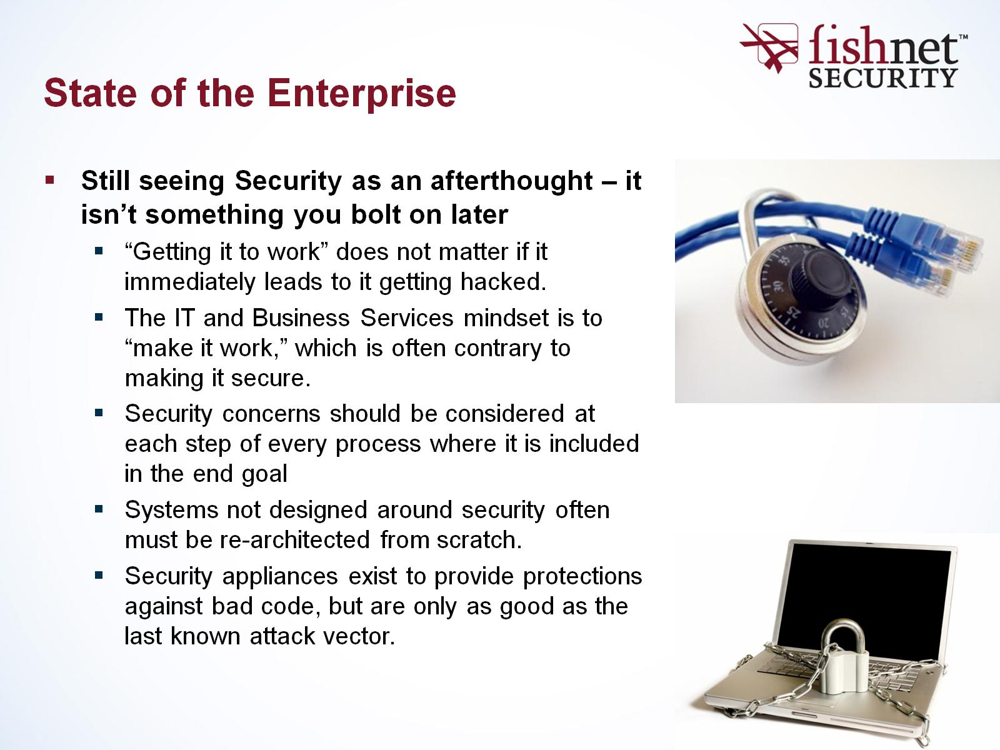 fishnet™
SECURITY
State of the Enterprise
▪ Still seeing Security as an afterthought – it
isn’t something you bolt on later
▪ “Getting it to work” does not matter if it
immediately leads to it getting hacked.
▪ The IT and Business Services mindset is to
“make it work,” which is often contrary to
making it secure.
▪ Security concerns should be considered at
each step of every process where it is included
in the end goal
▪ Systems not designed around security often
must be re-architected from scratch.
▪ Security appliances exist to provide protections
against bad code, but are only as good as the
last known attack vector.
35
30
25
20
15